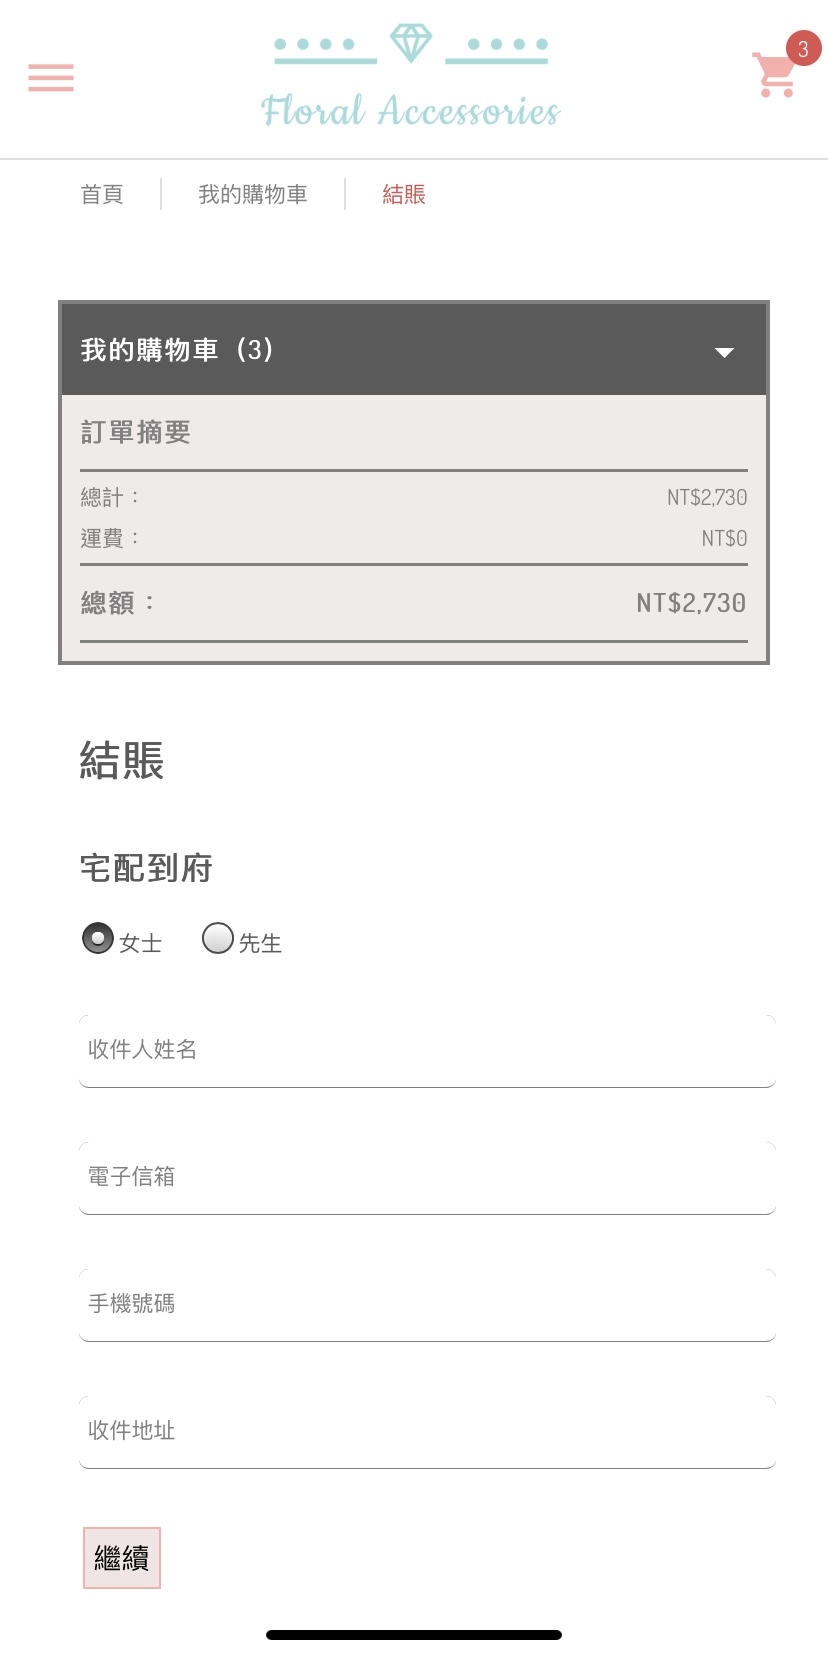 3
Floral Accessories
首頁 我的購物車 結賬
我的購物車（3）
訂單摘要
總計： NT$2,730
運費： NT$0
總額： NT$2,730
結賬
宅配到府
女士 先生
收件人姓名
電子信箱
手機號碼
收件地址
繼續